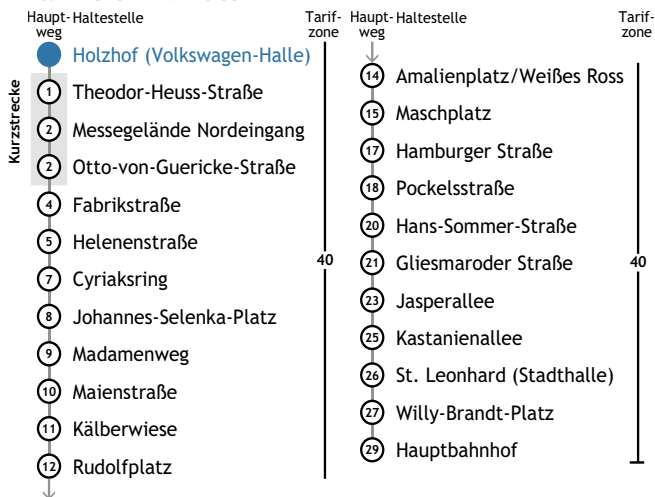 Haupt- Haltestelle Tarif-
weg zone
Holzhof (Volkswagen-Halle)
Kurzstrecke
1 Theodor-Heuss-Straße
2 Messegelände Nordeingang
2 Otto-von-Guericke-Straße
4 Fabrikstraße
5 Helenenstraße
40
7 Cyriaksring
8 Johannes-Selenka-Platz
9 Madamenweg
10 Maienstraße
11 Kälberwiese
12 Rudolfplatz
Haupt- Haltestelle Tarif-
weg zone
14 Amalienplatz/Weißes Ross
15 Maschplatz
17 Hamburger Straße
18 Pockelsstraße
20 Hans-Sommer-Straße
21 Gliesmaroder Straße
40
23 Jasperallee
25 Kastanienallee
26 St. Leonhard (Stadthalle)
27 Willy-Brandt-Platz
29 Hauptbahnhof